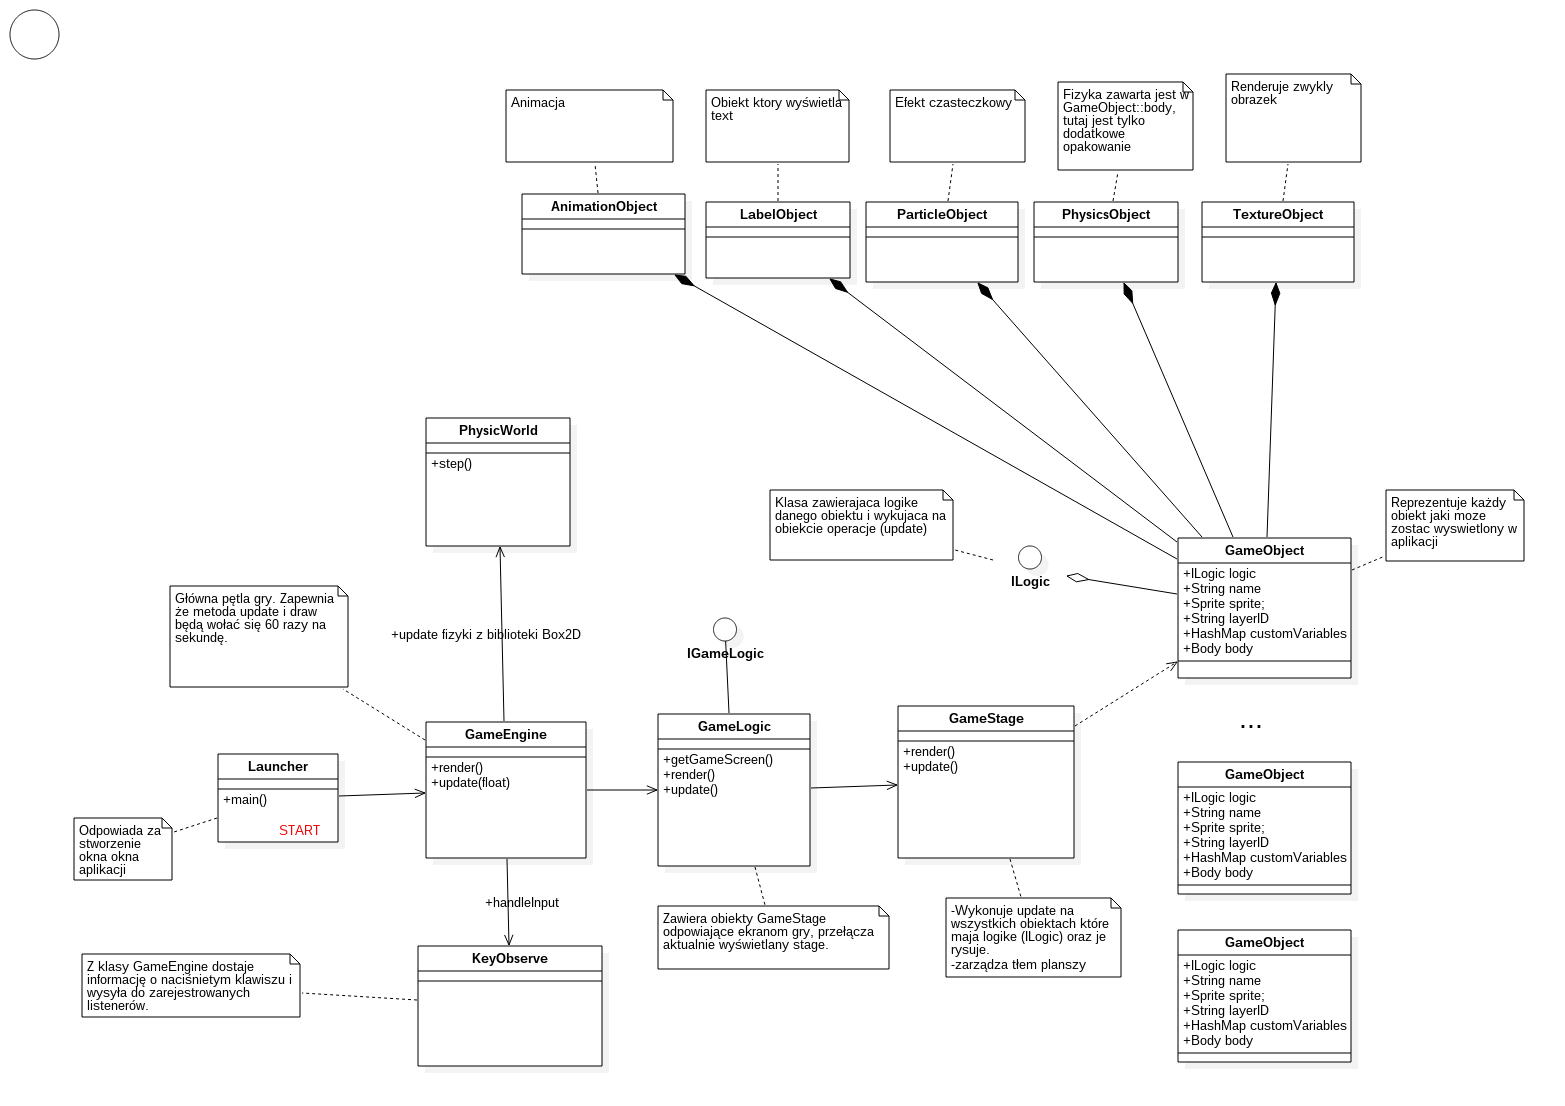 Animacja
Obiekt ktory wyświetla
text
Efekt czasteczkowy
Fizyka zawarta jest w
GameObject::body,
tutaj jest tylko
dodatkowe
opakowanie
Renderuje zwykly
obrazek
AnimationObject
LabelObject
ParticleObject
PhysicsObject
TextureObject
PhysicWorld
+step()
Klasa zawierajaca logike
danego obiektu i wykujaca na
obiekcie operacje (update)
ILogic
Reprezentuje każdy
obiekt jaki moze
zostac wyswietlony w
aplikacji
GameObject
+ILogic logic
+String name
+Sprite sprite;
+String layerID
+HashMap customVariables
+Body body
Główna pętla gry. Zapewnia
że metoda update i draw
będą wołać się 60 razy na
sekundę.
+update fizyki z biblioteki Box2D
IGameLogic
GameEngine
+render()
+update(float)
GameLogic
+getGameScreen()
+render()
+update()
GameStage
+render()
+update()
...
Launcher
+main()
START
Odpowiada za
stworzenie
okna okna
aplikacji
GameObject
+ILogic logic
+String name
+Sprite sprite;
+String layerID
+HashMap customVariables
+Body body
+handleInput
Zawiera obiekty GameStage
odpowiające ekranom gry, przełącza
aktualnie wyświetlany stage.
-Wykonuje update na
wszystkich obiektach które
maja logike (ILogic) oraz je
rysuje.
-zarządza tłem planszy
Z klasy GameEngine dostaje
informację o naciśnietym klawiszu i
wysyła do zarejestrowanych
listenerów.
KeyObserve
GameObject
+ILogic logic
+String name
+Sprite sprite;
+String layerID
+HashMap customVariables
+Body body